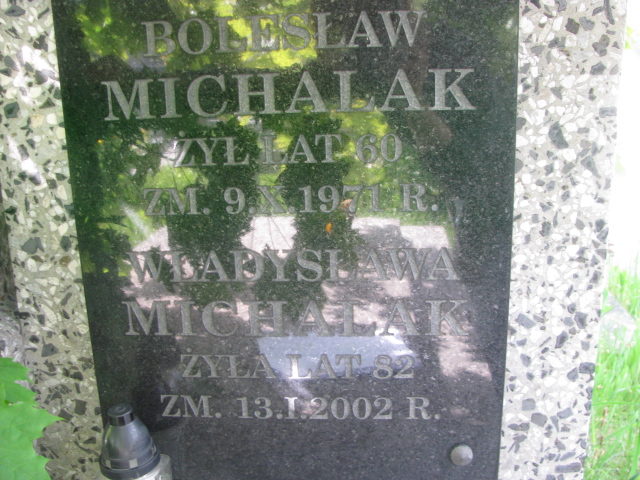 BOLESŁAW
MICHALAK
ŻYŁ LAT 60
ZM. 9.X.1971 R.
WŁADYSŁAWA
MICHALAK
ŻYŁA LAT 82
ZM. 13.I.2002 R.